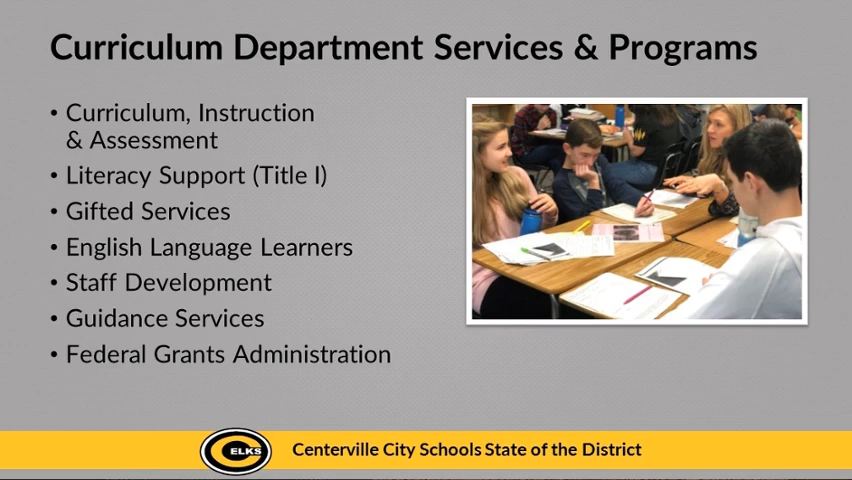 Curriculum Department Services & Programs
• Curriculum, Instruction
& Assessment
• Literacy Support (Title I)
• Gifted Services
• English Language Learners
• Staff Development
• Guidance Services
• Federal Grants Administration
ELKS
Centerville City Schools State of the District